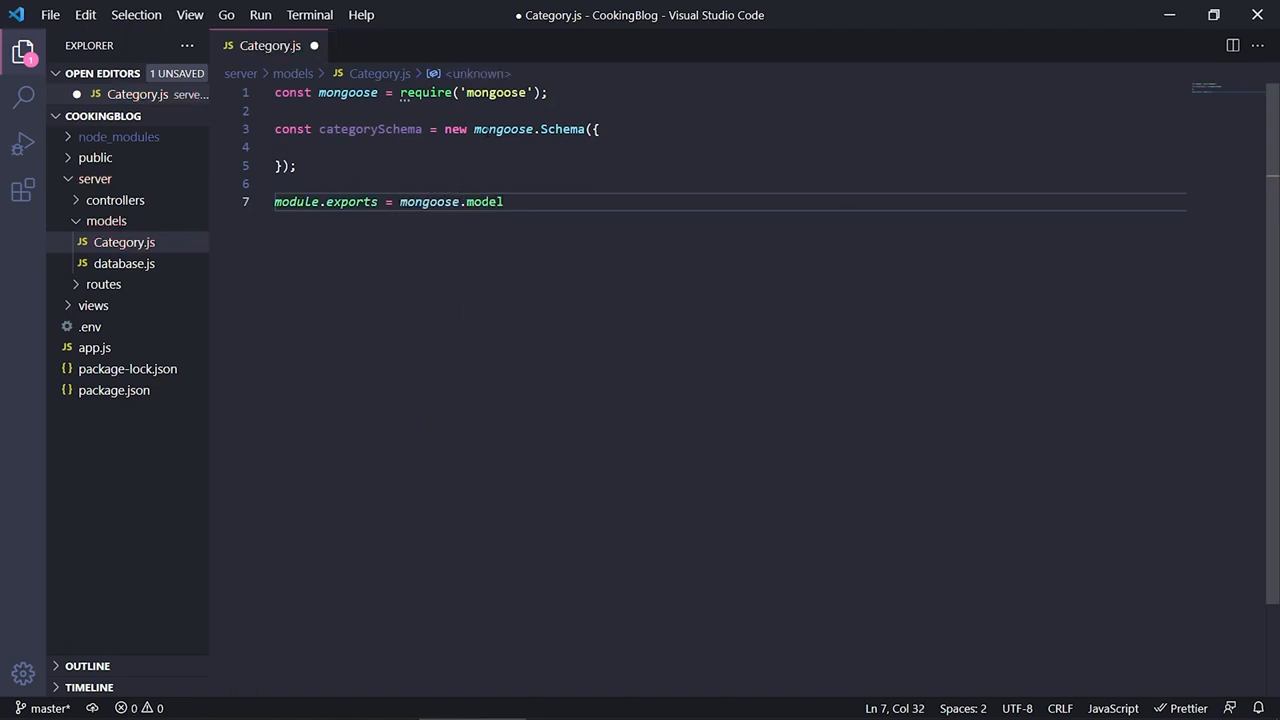 File Edit Selection View Go Run Terminal Help
● Category.js - CookingBlog - Visual Studio Code
EXPLORER
OPEN EDITORS 1 UNSAVED
JS Category.js serve...
COOKINGBLOG
node_modules
public
server
controllers
models
JS Category.js
JS database.js
routes
views
.env
JS app.js
{} package-lock.json
{} package.json
OUTLINE
TIMELINE
1
JS Category.js
server > models > JS Category.js > <unknown>
1 const mongoose = require('mongoose');
2
3 const categorySchema = new mongoose.Schema({
4
5 });
6
7 module.exports = mongoose.model
master* 0 0
Ln 7, Col 32 Spaces: 2 UTF-8 CRLF JavaScript Prettier